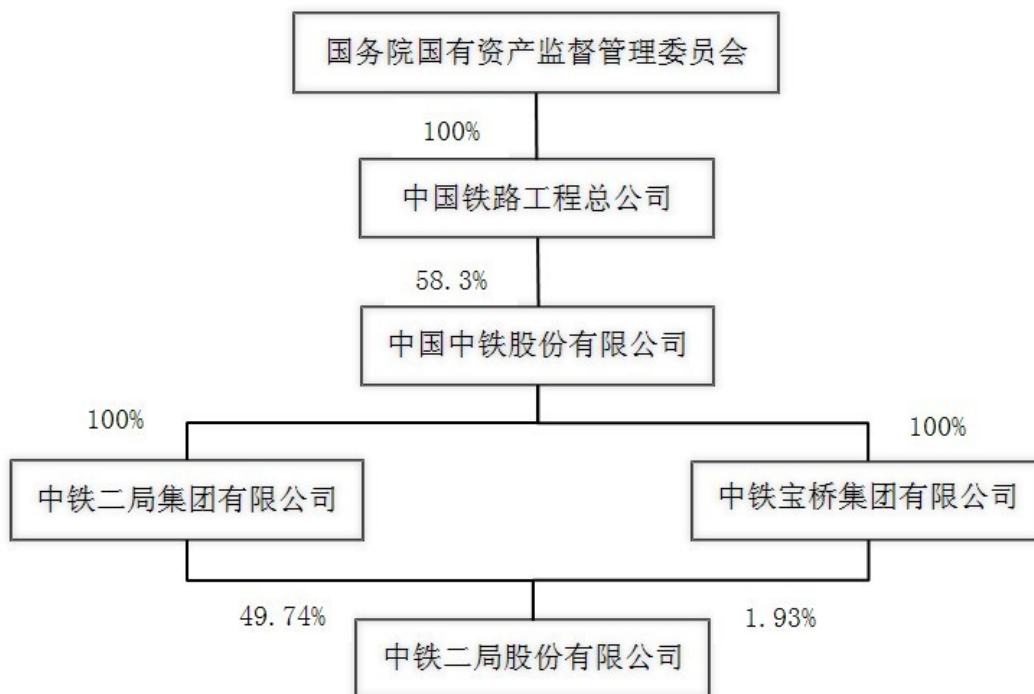 国务院国有资产监督管理委员会
100%
中国铁路工程总公司
58.3%
中国中铁股份有限公司
100%
100%
中铁二局集团有限公司
中铁宝桥集团有限公司
49.74%
1.93%
中铁二局股份有限公司